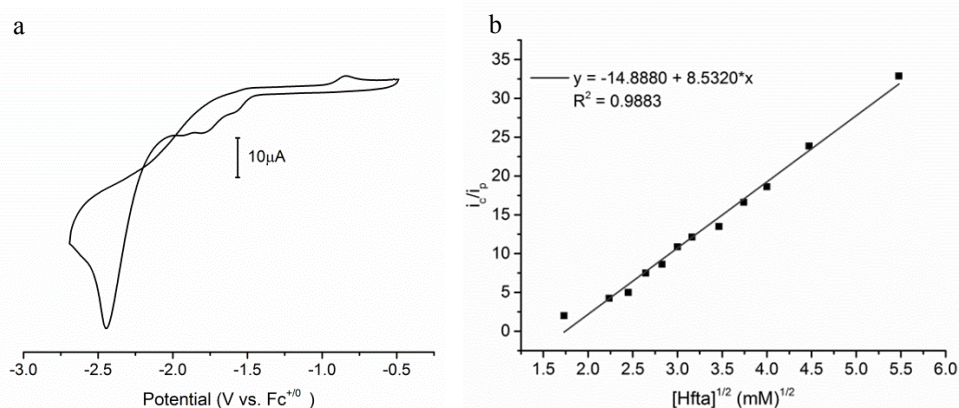 a
10μA
-3.0 -2.5 -2.0 -1.5 -1.0 -0.5
Potential (V vs. Fc+/0 )
b
35
30
25
20
15
10
5
0
y = -14.8880 + 8.5320*x
R2 = 0.9883
ic/ip
1.5 2.0 2.5 3.0 3.5 4.0 4.5 5.0 5.5 6.0
[Hfta]1/2 (mM)1/2